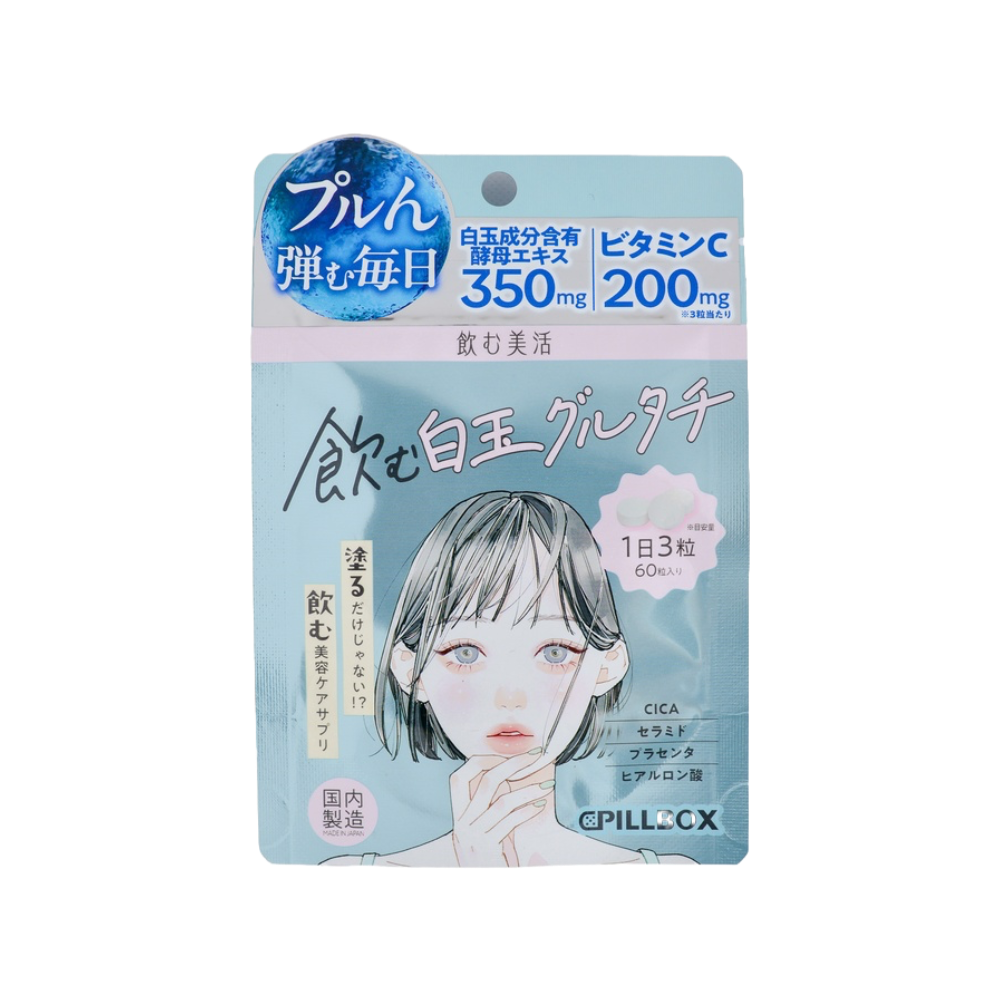 プルん
弾む毎日
白玉成分含有
酵母エキス
350mg
ビタミンC
200mg
※3粒当たり
飲む美活
飲む白玉グルタチ
※目安量
1日3粒
60粒入り
塗るだけじゃない!?
飲む美容ケアサプリ
CICA
セラミド
プラセンタ
ヒアルロン酸
国内
製造
MADE IN JAPAN
PILLBOX